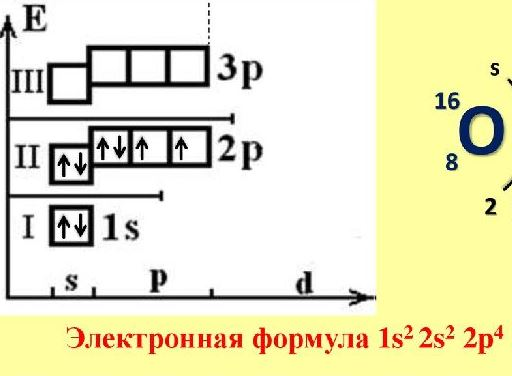 E
III 3p
II ↑↓ ↑↓ ↑ ↑ 2p
I ↑↓ 1s
s p d
s
16
O
8
2
Электронная формула 1s² 2s² 2p⁴